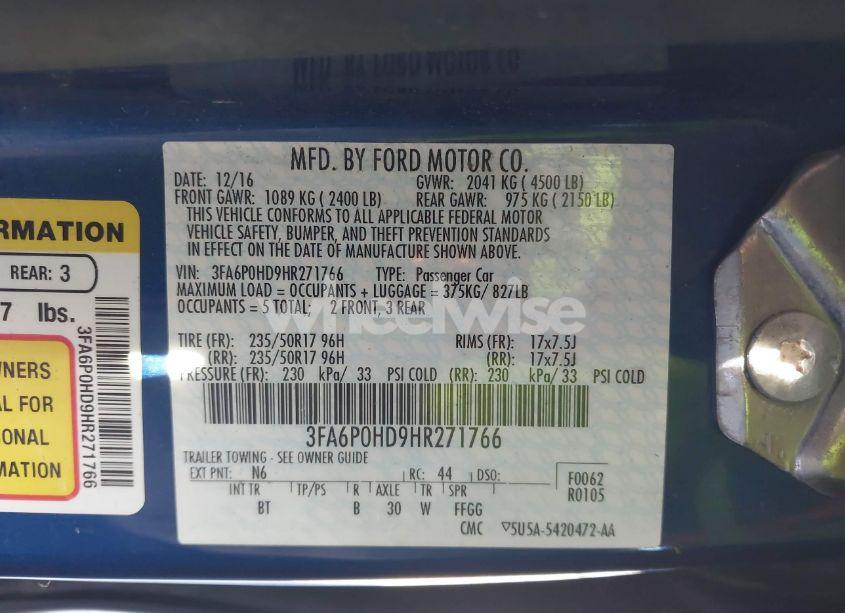 MFD. BY FORD MOTOR CO.
DATE: 12/16 GVWR: 2041 KG ( 4500 LB)
FRONT GAWR: 1089 KG ( 2400 LB) REAR GAWR: 975 KG ( 2150 LB)
THIS VEHICLE CONFORMS TO ALL APPLICABLE FEDERAL MOTOR
VEHICLE SAFETY, BUMPER, AND THEFT PREVENTION STANDARDS
IN EFFECT ON THE DATE OF MANUFACTURE SHOWN ABOVE.
VIN: 3FA6P0HD9HR271766 TYPE: Passenger Car
MAXIMUM LOAD = OCCUPANTS + LUGGAGE = 375KG/ 827LB
OCCUPANTS = 5 TOTAL; 2 FRONT, 3 REAR
wheelwise
TIRE (FR): 235/50R17 96H RIMS (FR): 17x7.5J
(RR): 235/50R17 96H (RR): 17x7.5J
PRESSURE (FR): 230 kPa/ 33 PSI COLD (RR): 230 kPa/ 33 PSI COLD
3FA6P0HD9HR271766
TRAILER TOWING - SEE OWNER GUIDE
EXT PNT: N6 RC: 44 DSO: F0062
R0105
INT TR TP/PS R AXLE TR SPR
BT B 30 W FFGG
CMC ▽5U5A-5420472-AA
RMATION
REAR: 3
7 lbs.
WNERS
AL FOR
IONAL
MATION
3FA6P0HD9HR271766